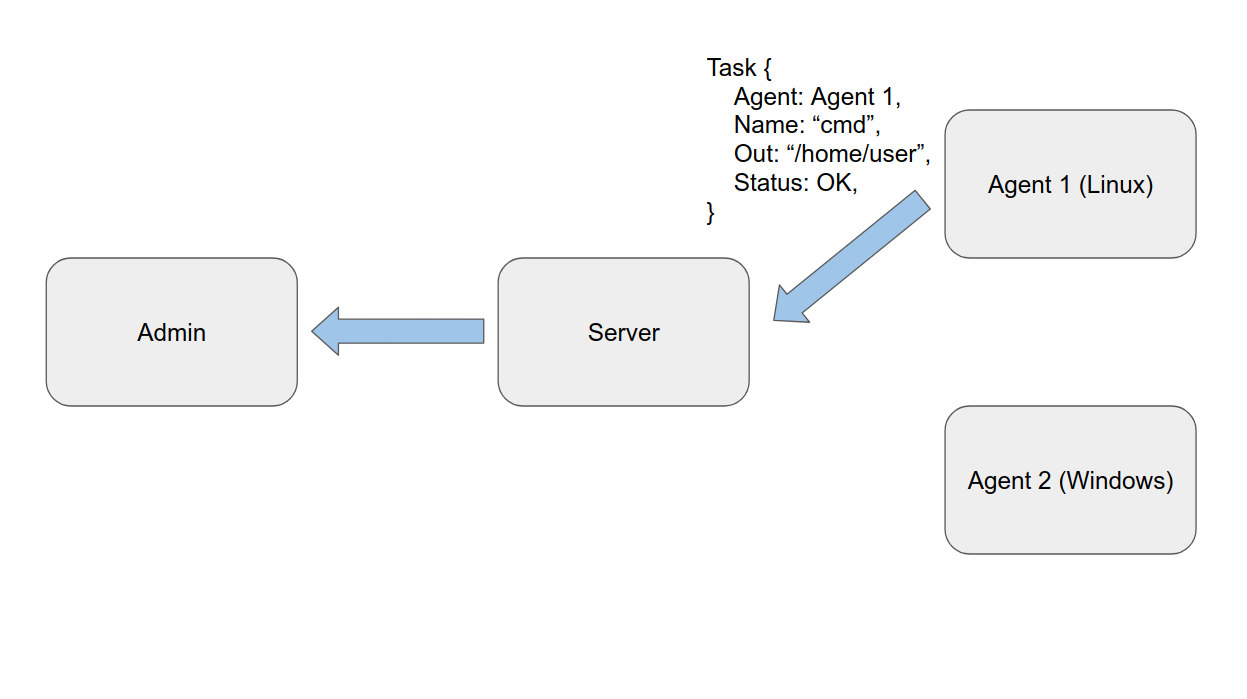 Task {
Agent: Agent 1,
Name: “cmd”,
Out: “/home/user”,
Status: OK,
}
Agent 1 (Linux)
Admin
Server
Agent 2 (Windows)